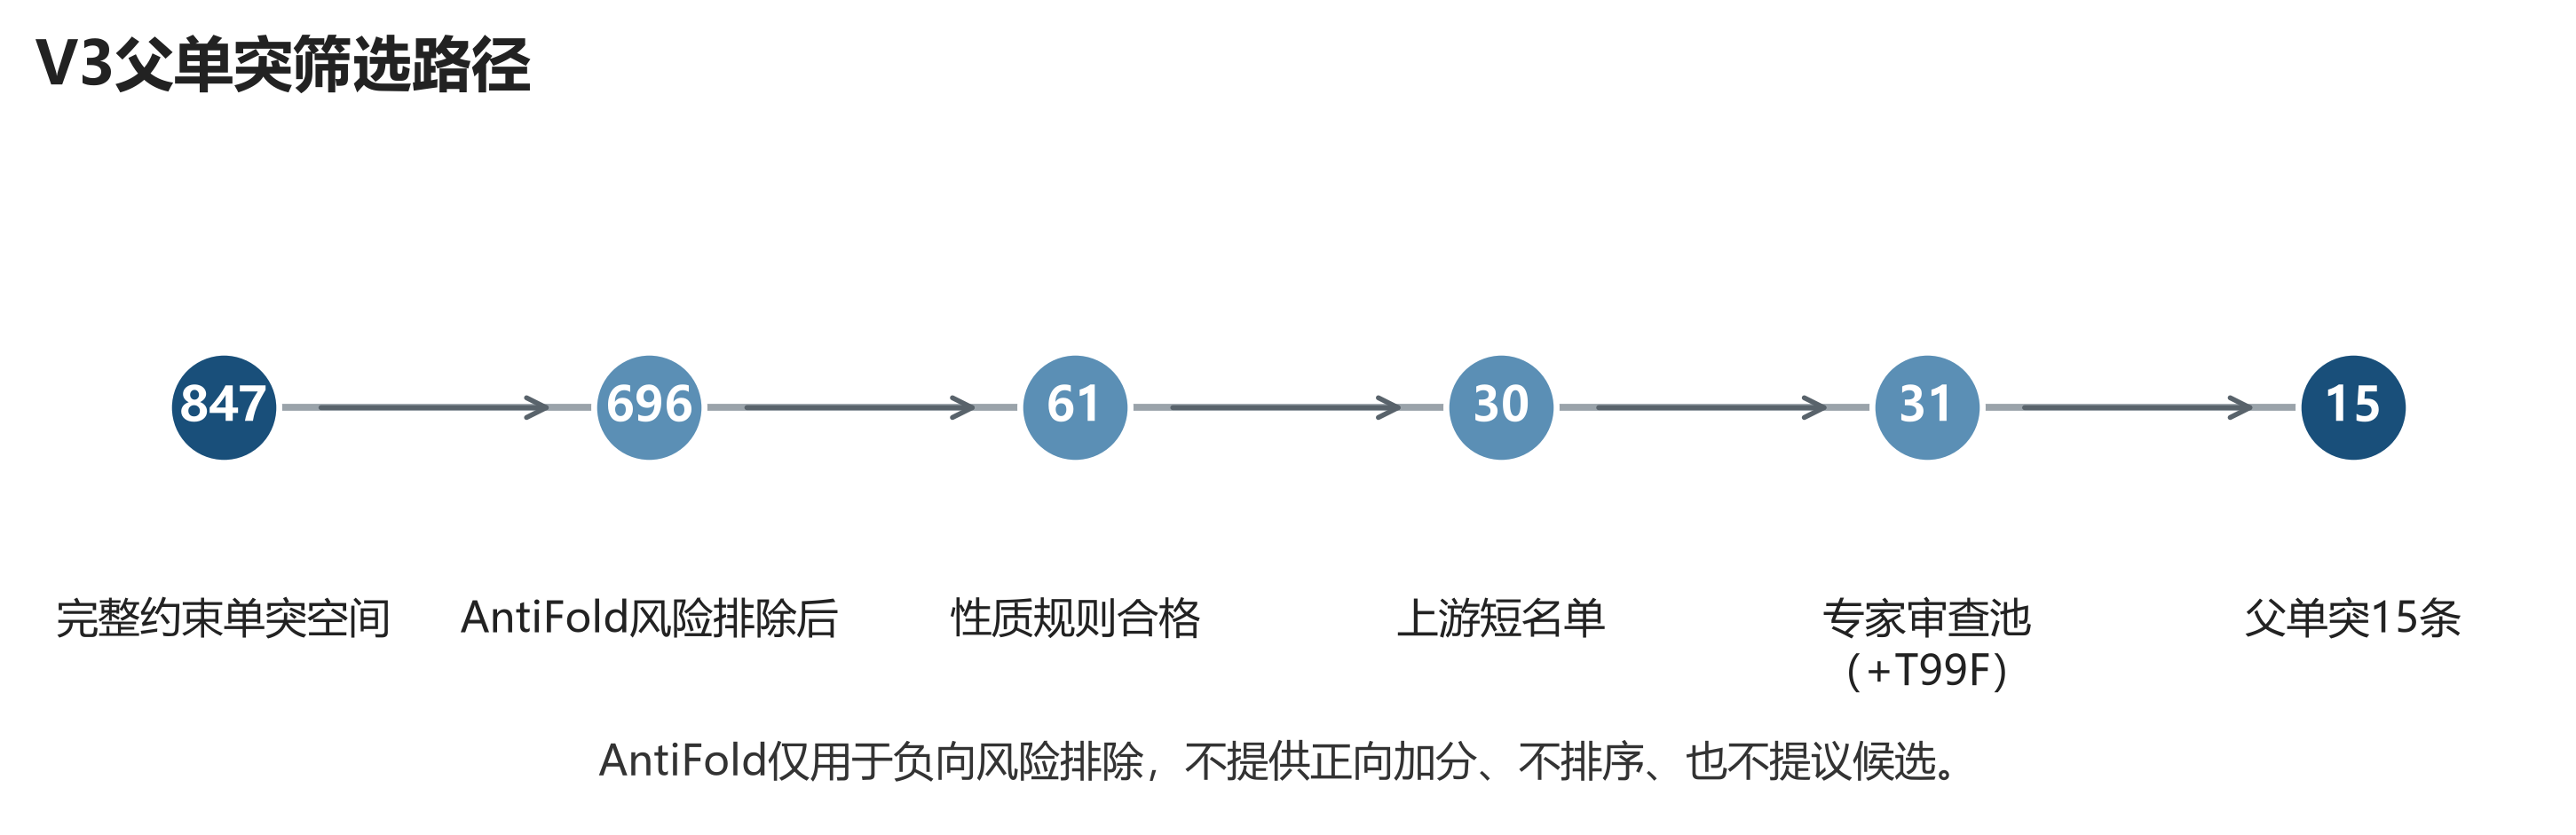 V3父单突筛选路径
847
696
61
30
31
15
完整约束单突空间
AntiFold风险排除后
性质规则合格
上游短名单
专家审查池
（+T99F）
父单突15条
AntiFold仅用于负向风险排除，不提供正向加分、不排序、也不提议候选。